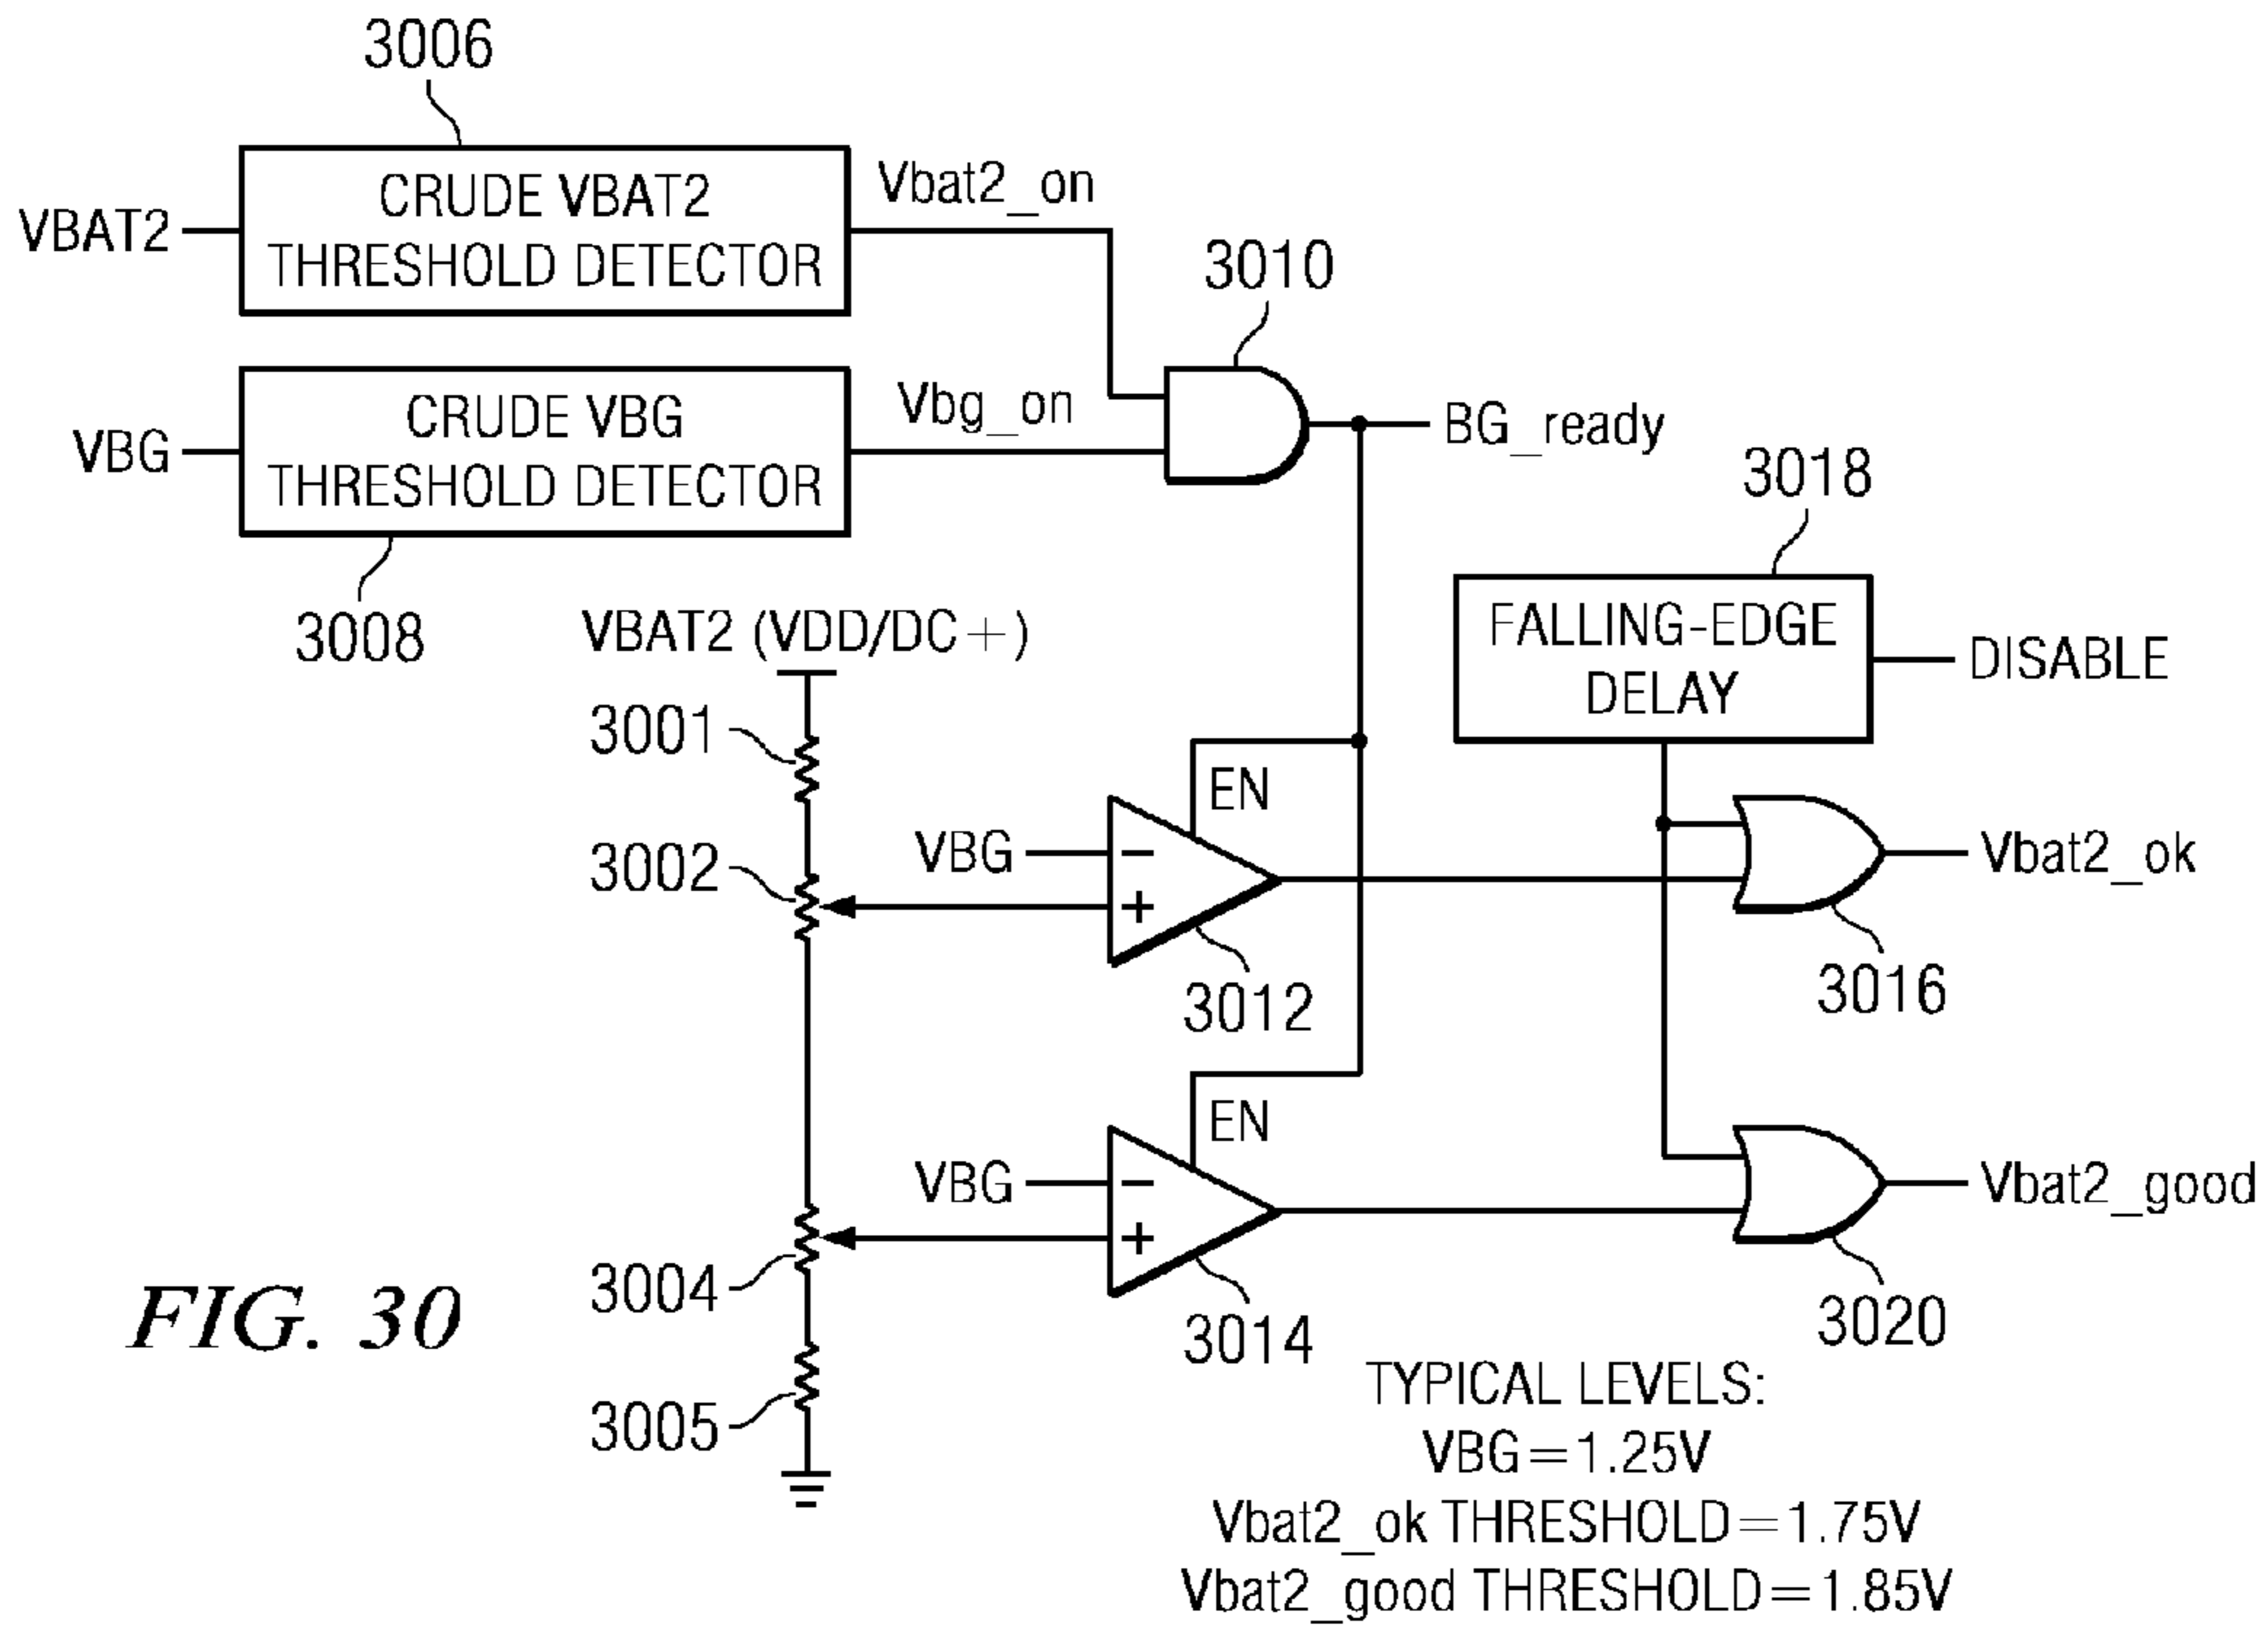 3006
CRUDE VBAT2
THRESHOLD DETECTOR
VBAT2
Vbat2_on
3010
CRUDE VBG
THRESHOLD DETECTOR
VBG
Vbg_on
BG_ready
3008
3018
FALLING-EDGE
DELAY
DISABLE
VBAT2 (VDD/DC+)
3001
EN
VBG
−
+
3002
3012
Vbat2_ok
3016
EN
VBG
−
+
3004
3014
Vbat2_good
3020
3005
FIG. 30
TYPICAL LEVELS:
VBG=1.25V
Vbat2_ok THRESHOLD=1.75V
Vbat2_good THRESHOLD=1.85V